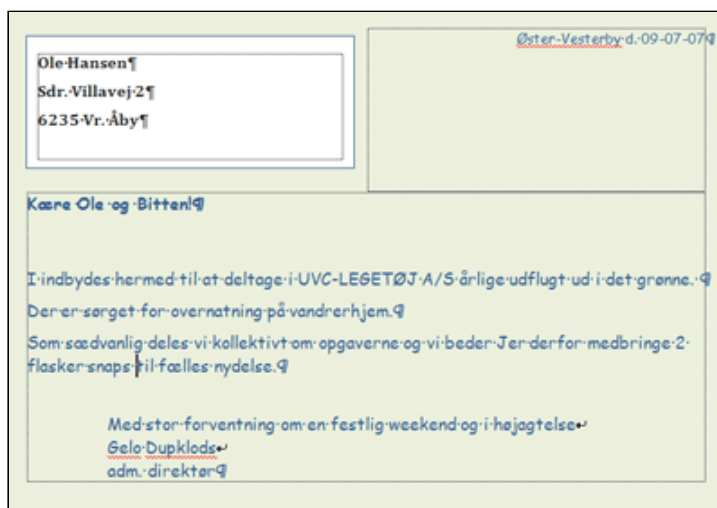 Øster-Vesterby d. 09-07-07
Ole Hansen
Sdr. Villavej 2
6235 Vr. Åby
Kære Ole og Bitten!
I indbydes hermed til at deltage i UVC-LEGETØJ A/S årlige udflugt ud i det grønne.
Der er sørget for overnatning på vandrerhjem.
Som sædvanlig deles vi kollektivt om opgaverne og vi beder Jer derfor medbringe 2
flasker snaps til fælles nydelse.
Med stor forventning om en festlig weekend og i højagtelse
Gelo Dupklods
adm. direktør